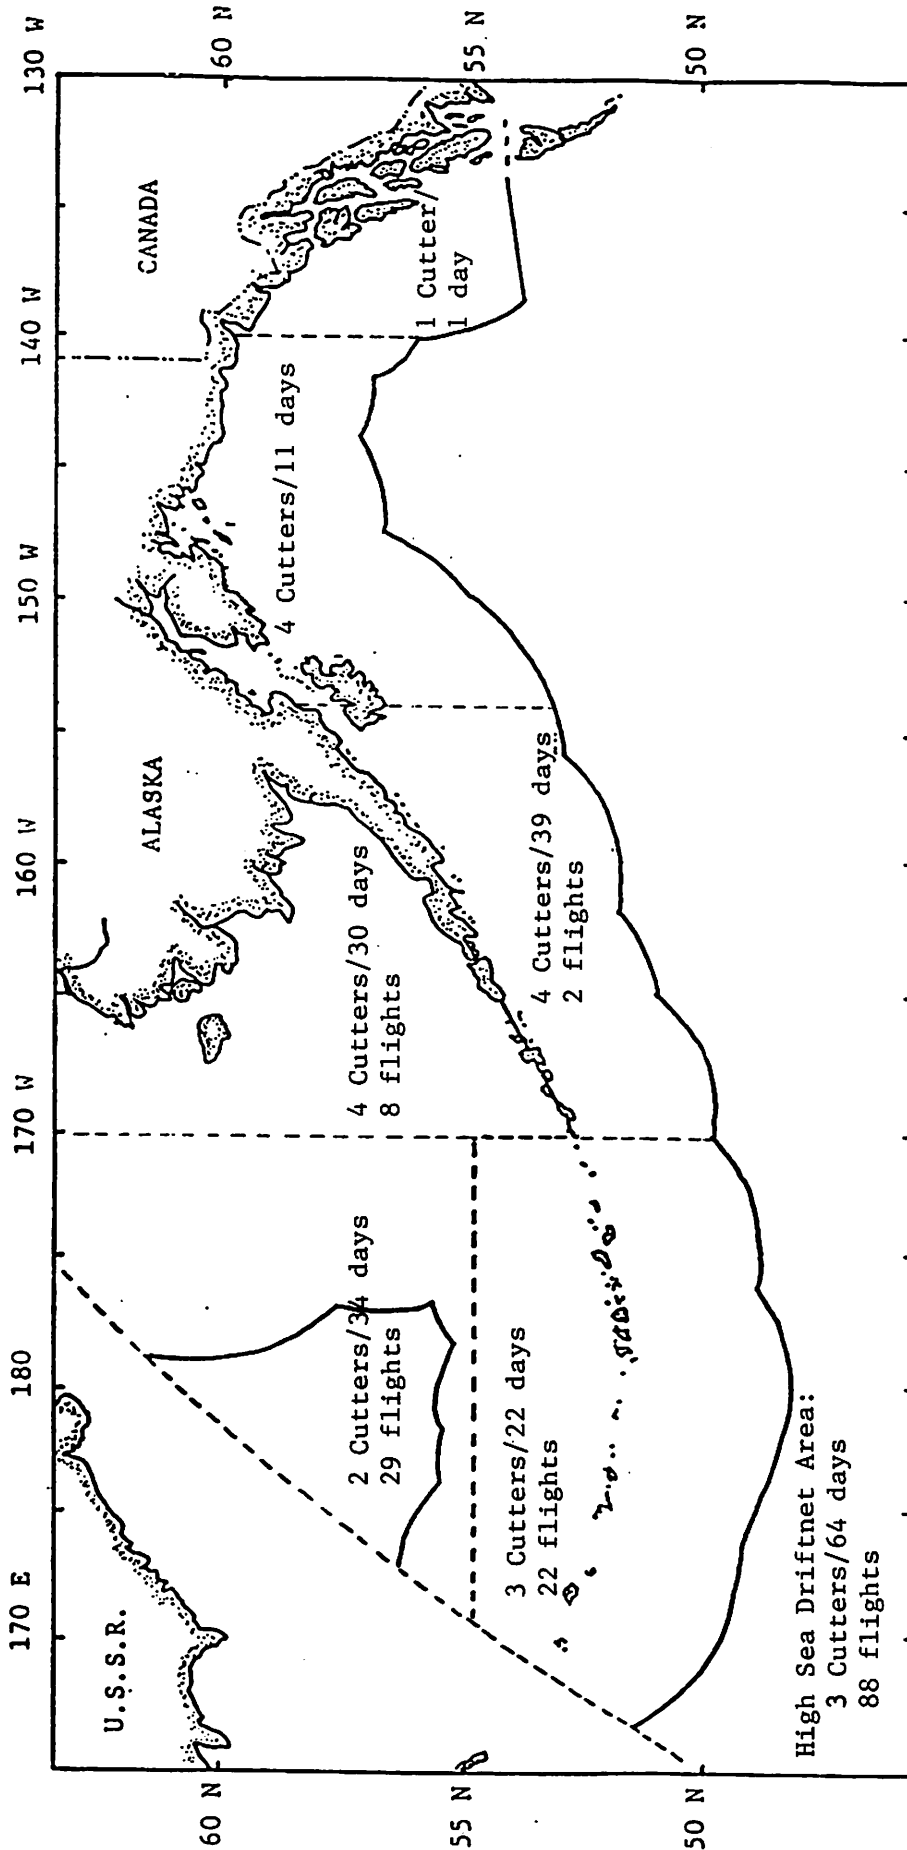 170 E
180
170 W
160 W
150 W
140 W
130 W
U.S.S.R.
ALASKA
CANADA
60 N
60 N
55 N
55 N
50 N
50 N
2 Cutters/34 days
29 flights
4 Cutters/30 days
8 flights
4 Cutters/11 days
1 Cutter/
1 day
3 Cutters/22 days
22 flights
4 Cutters/39 days
2 flights
High Sea Driftnet Area:
3 Cutters/64 days
88 flights